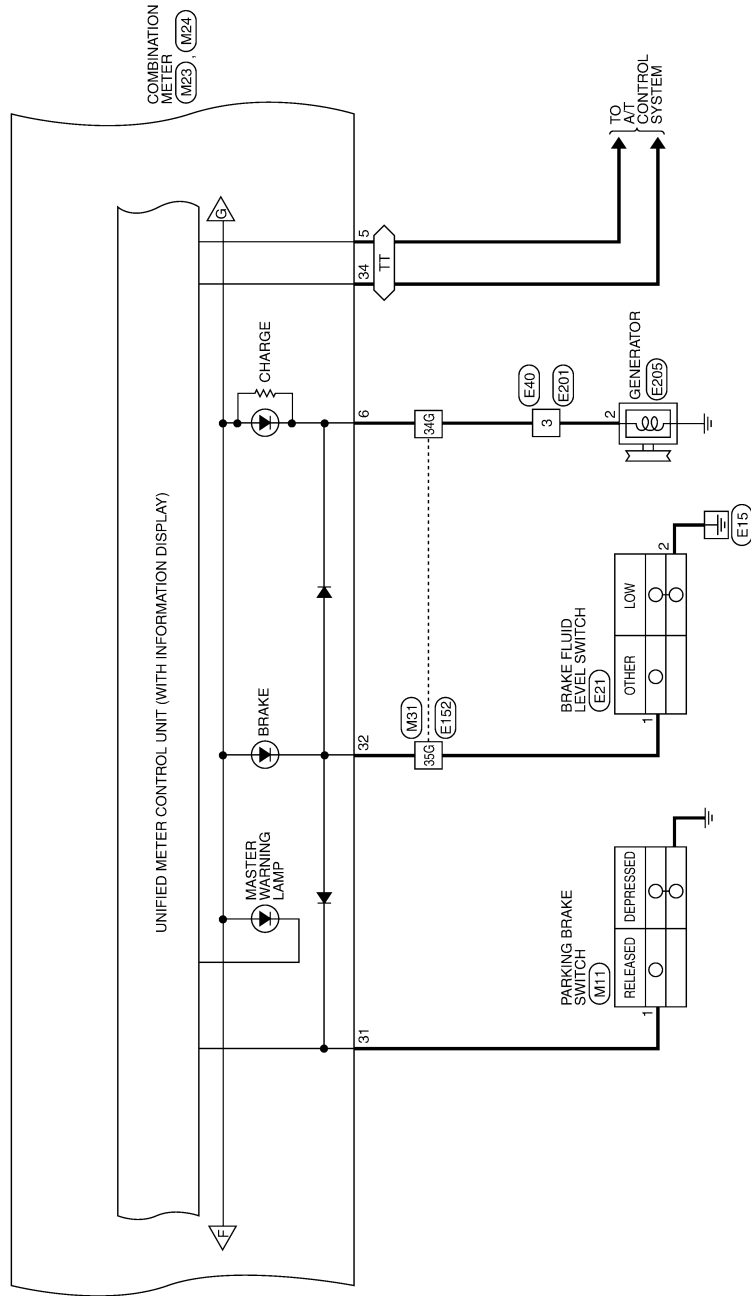 COMBINATION
METER
M23 , M24
UNIFIED METER CONTROL UNIT (WITH INFORMATION DISPLAY)
F
G
MASTER
WARNING
LAMP
BRAKE
CHARGE
31
32
6
34
5
TT
TO
A/T
CONTROL
SYSTEM
35G
M31
E152
34G
3
E40
E201
2
GENERATOR
E205
PARKING BRAKE
SWITCH
M11
RELEASED
DEPRESSED
1
BRAKE FLUID
LEVEL SWITCH
E21
OTHER
LOW
1
2
E15